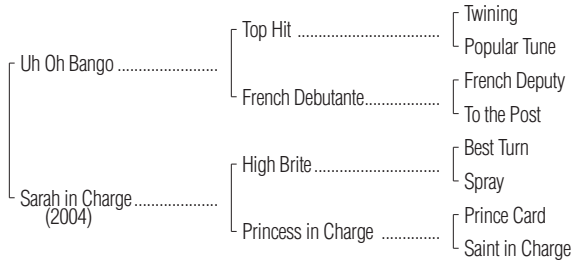 Twining
Top Hit
Popular Tune
Uh Oh Bango
French Deputy
French Debutante
To the Post
Best Turn
High Brite
Spray
Sarah in Charge
(2004)
Prince Card
Princess in Charge
Saint in Charge